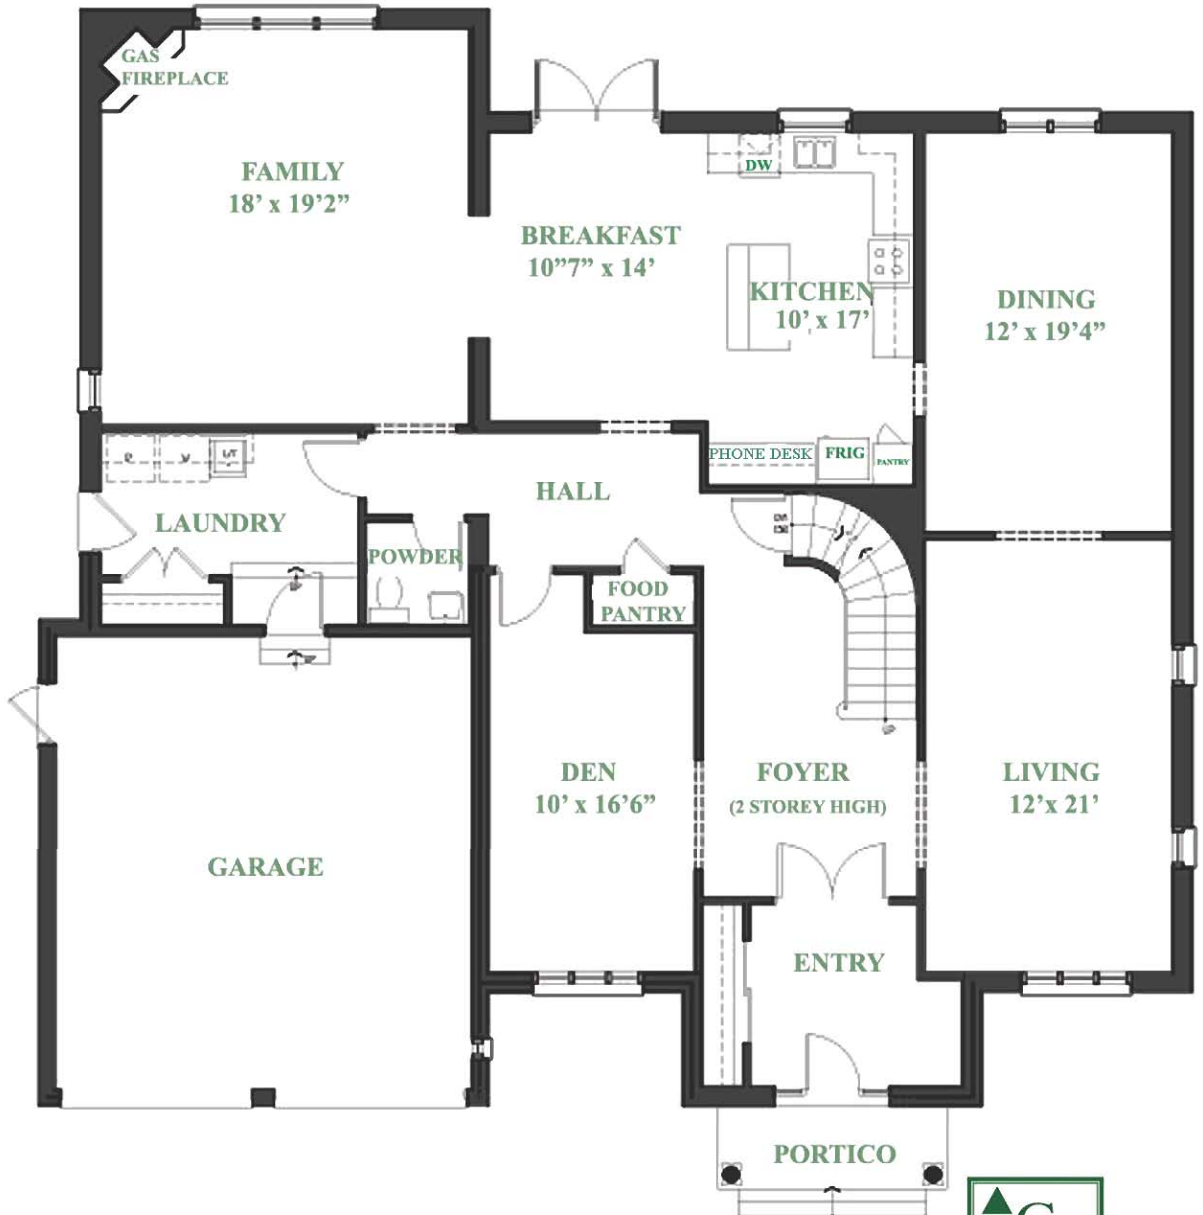 GAS
FIREPLACE
FAMILY
18’ x 19’2”
BREAKFAST
10”7” x 14’
DW
KITCHEN
10’ x 17’
DINING
12’ x 19’4”
PHONE DESK
FRIG
PANTRY
HALL
LAUNDRY
POWDER
FOOD
PANTRY
DEN
10’ x 16’6”
FOYER
(2 STOREY HIGH)
LIVING
12’x 21’
GARAGE
ENTRY
PORTICO